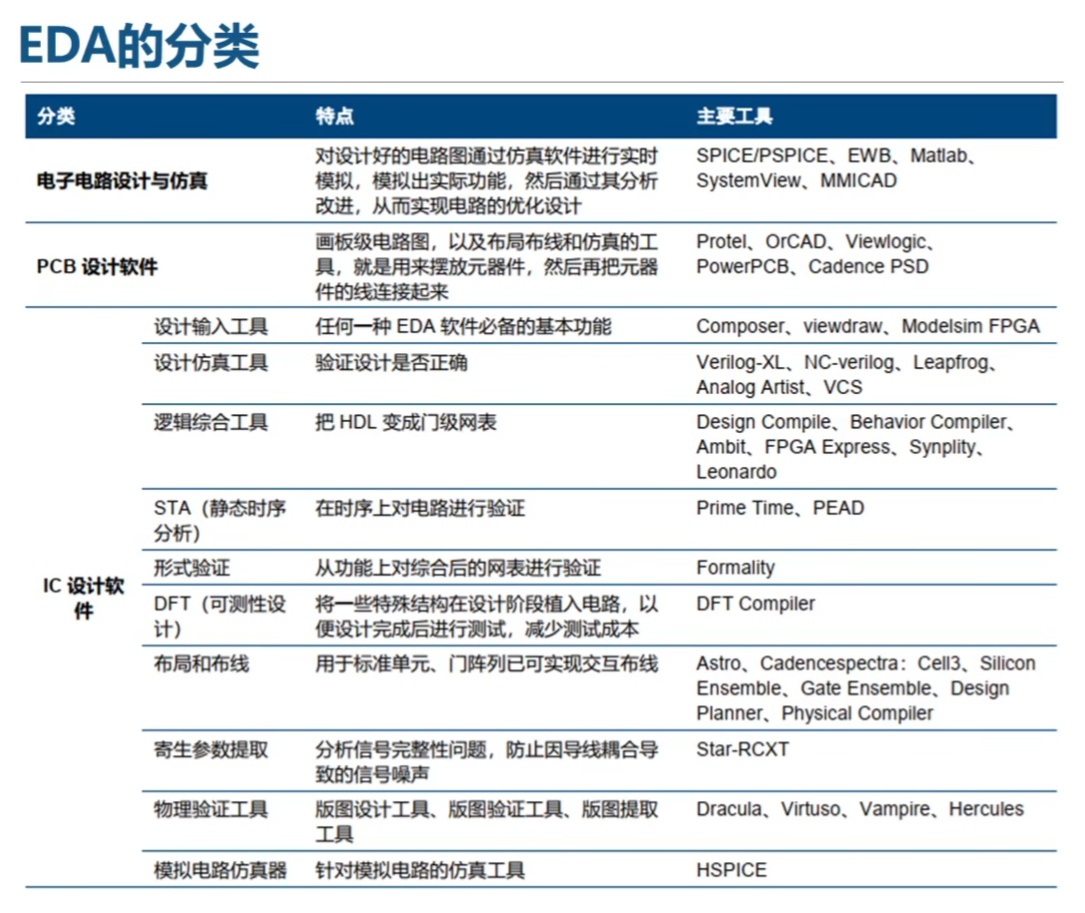 EDA的分类
分类 特点 主要工具
电子电路设计与仿真
对设计好的电路图通过仿真软件进行实时
模拟，模拟出实际功能，然后通过其分析
改进，从而实现电路的优化设计
SPICE/PSPICE、EWB、Matlab、
SystemView、MMICAD
PCB 设计软件
画板级电路图，以及布局布线和仿真的工
具，就是用来摆放元器件，然后再把元器
件的线连接起来
Protel、OrCAD、Viewlogic、
PowerPCB、Cadence PSD
IC 设计软
件
设计输入工具 任何一种 EDA 软件必备的基本功能 Composer、viewdraw、Modelsim FPGA
设计仿真工具 验证设计是否正确
Verilog-XL、NC-verilog、Leapfrog、
Analog Artist、VCS
逻辑综合工具 把 HDL 变成门级网表
Design Compile、Behavior Compiler、
Ambit、FPGA Express、Synplity、
Leonardo
STA（静态时序
分析）
在时序上对电路进行验证 Prime Time、PEAD
形式验证 从功能上对综合后的网表进行验证 Formality
DFT（可测性设
计）
将一些特殊结构在设计阶段植入电路，以
便设计完成后进行测试，减少测试成本
DFT Compiler
布局和布线 用于标准单元、门阵列已可实现交互布线
Astro、Cadencespectra：Cell3、Silicon
Ensemble、Gate Ensemble、Design
Planner、Physical Compiler
寄生参数提取
分析信号完整性问题，防止因导线耦合导
致的信号噪声
Star-RCXT
物理验证工具
版图设计工具、版图验证工具、版图提取
工具
Dracula、Virtuso、Vampire、Hercules
模拟电路仿真器 针对模拟电路的仿真工具 HSPICE